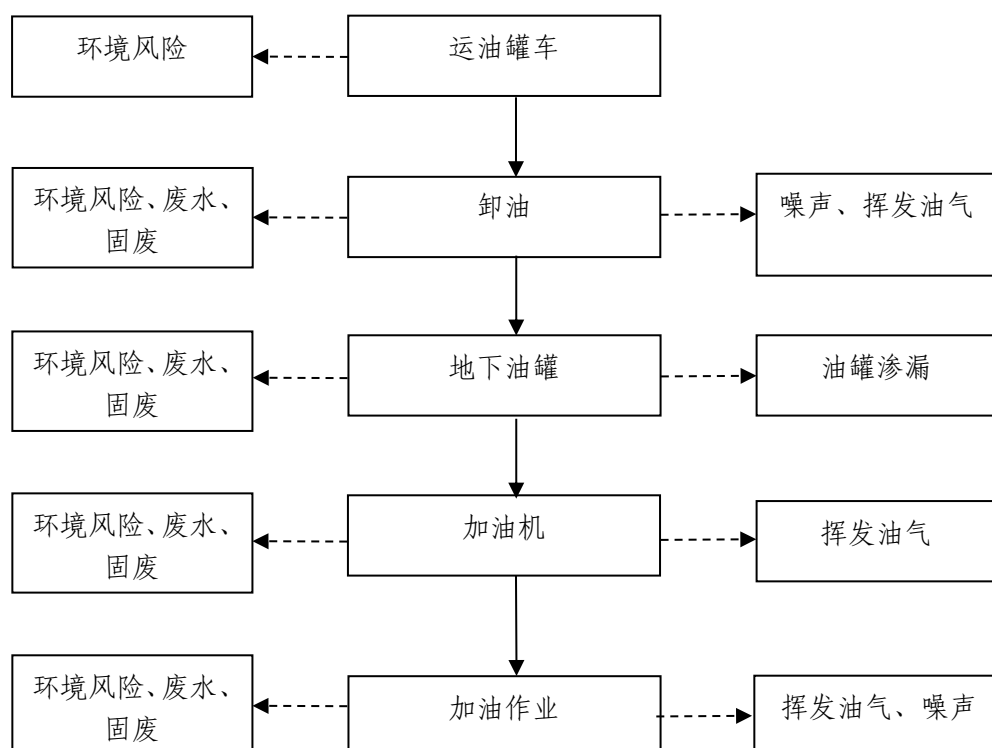 环境风险
运油罐车
环境风险、废水、
固废
卸油
噪声、挥发油气
环境风险、废水、
固废
地下油罐
油罐渗漏
环境风险、废水、
固废
加油机
挥发油气
环境风险、废水、
固废
加油作业
挥发油气、噪声